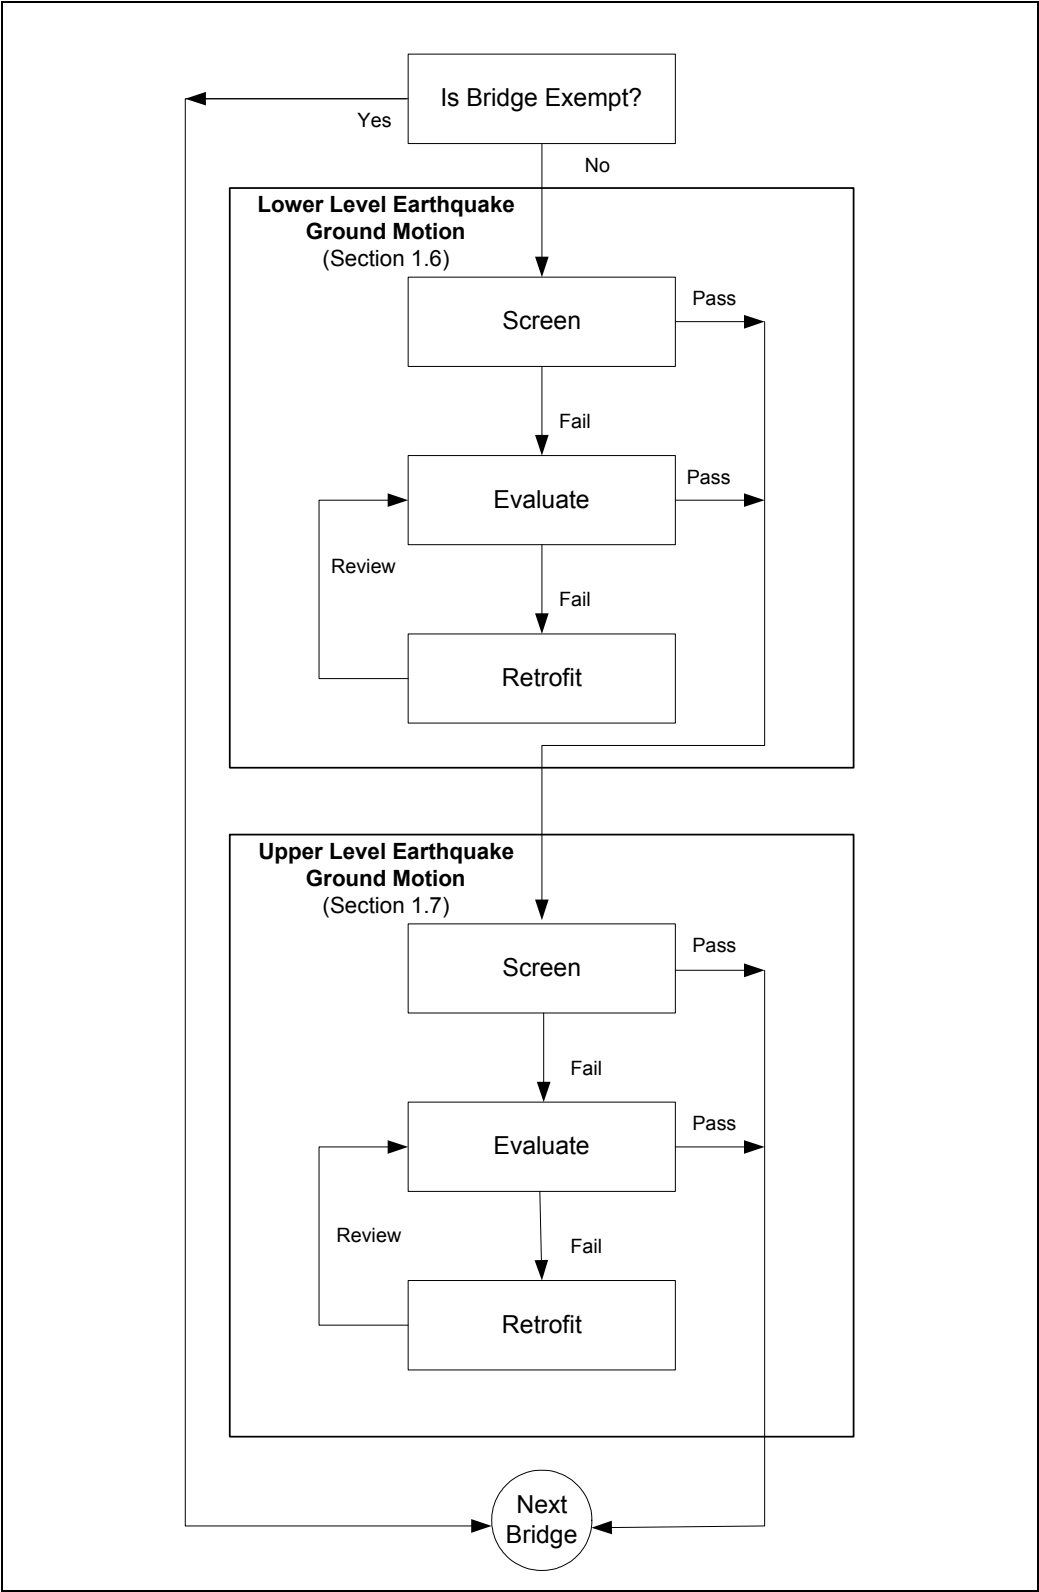 Is Bridge Exempt?
Yes
No
Lower Level Earthquake
Ground Motion
(Section 1.6)
Screen
Pass
Fail
Evaluate
Pass
Review
Fail
Retrofit
Upper Level Earthquake
Ground Motion
(Section 1.7)
Screen
Pass
Fail
Evaluate
Pass
Review
Fail
Retrofit
Next
Bridge